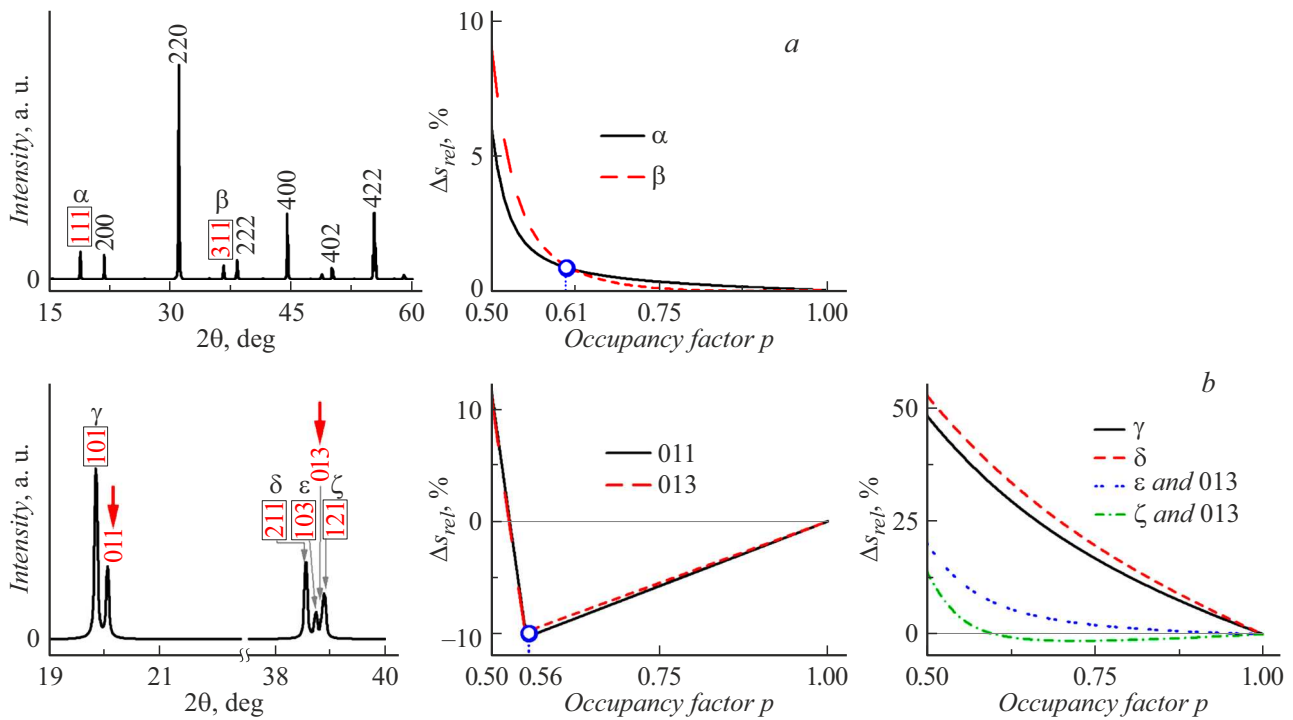 Intensity, a. u.
0
α
111
200
220
β
311
222
400
402
422
15
30
45
60
2θ, deg
a
Δs_rel, %
10
5
0
α
β
0.50
0.61
0.75
1.00
Occupancy factor p
Intensity, a. u.
0
γ
101
011
δ
211
ε
103
013
ζ
121
19
21
38
40
2θ, deg
Δs_rel, %
10
0
−10
011
013
0.50
0.56
0.75
1.00
Occupancy factor p
b
Δs_rel, %
50
25
0
γ
δ
ε and 013
ζ and 013
0.50
0.75
1.00
Occupancy factor p